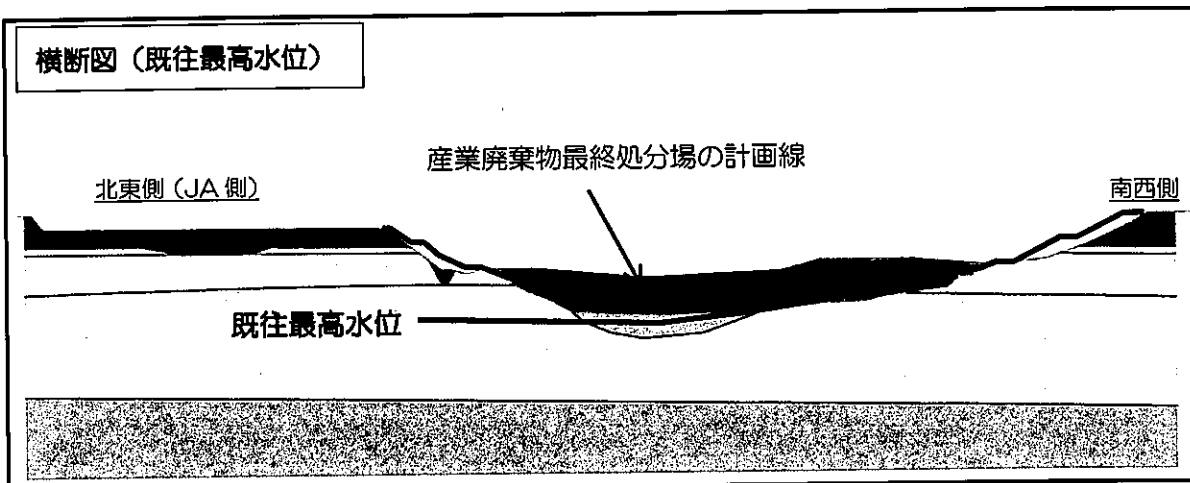 横断図（既往最高水位）
産業廃棄物最終処分場の計画線
北東側（JA側）
南西側
既往最高水位